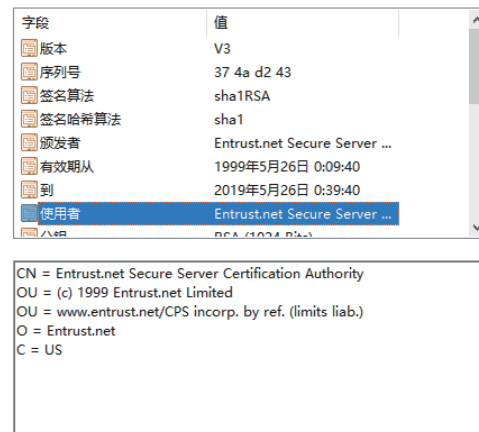 字段 值
版本 V3
序列号 37 4a d2 43
签名算法 sha1RSA
签名哈希算法 sha1
颁发者 Entrust.net Secure Server ...
有效期从 1999年5月26日 0:09:40
到 2019年5月26日 0:39:40
使用者 Entrust.net Secure Server ...
公钥 RSA (1024 Bits)
CN = Entrust.net Secure Server Certification Authority
OU = (c) 1999 Entrust.net Limited
OU = www.entrust.net/CPS incorp. by ref. (limits liab.)
O = Entrust.net
C = US